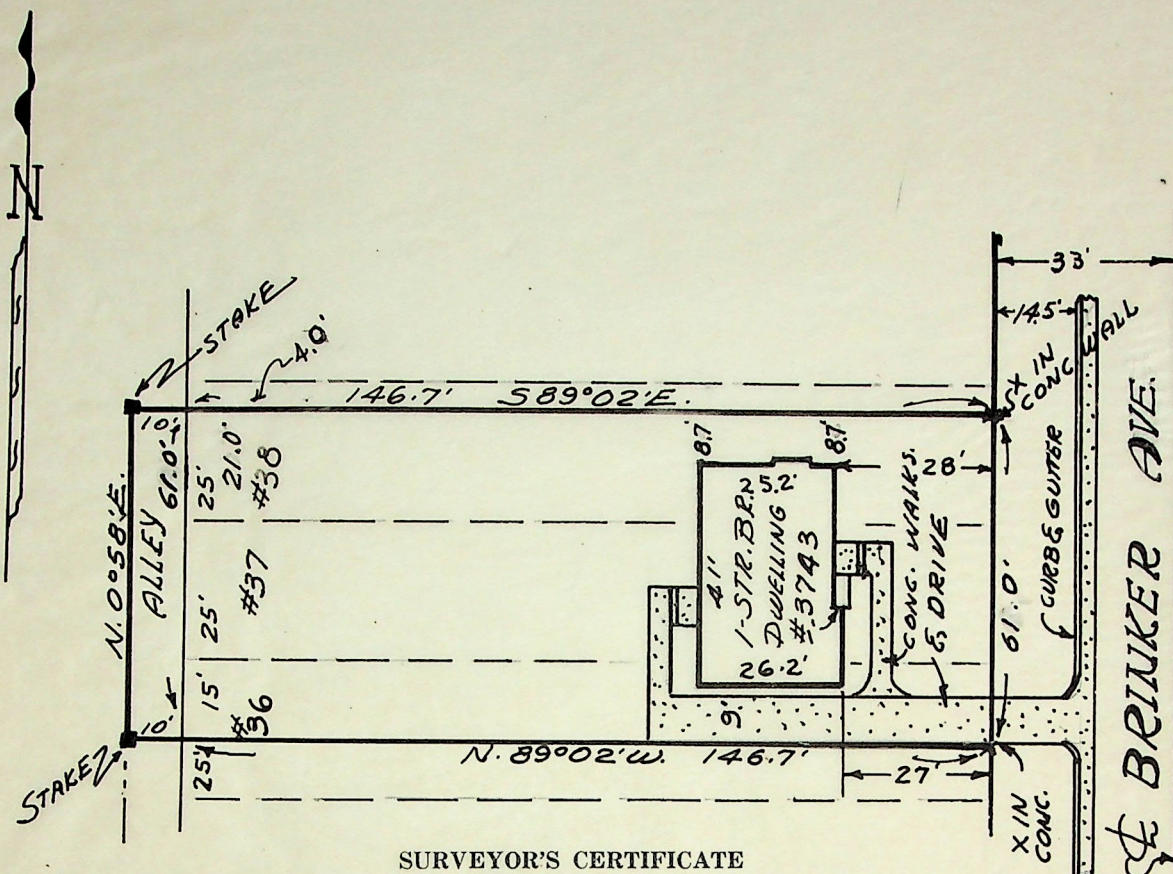 N
33'
14.5'
STAKE
4.0'
X IN
CONC WALL
146.7' S89°02'E.
10'
N. 0°58'E.
ALLEY 61.0'±
25' 21.0'
#38
8.7' 8.7'
28'
25.2'
41'
1-STR. BR.
DWELLING
#3743
26.2'
25'
#37
15'
#36
CONC. WALKS.
& DRIVE
61.0'
CURB & GUTTER
℄ BRINKER AVE.
10'
9'
STAKE
25'
N. 89°02'W. 146.7'
27'
X IN
CONC.
SURVEYOR'S CERTIFICATE